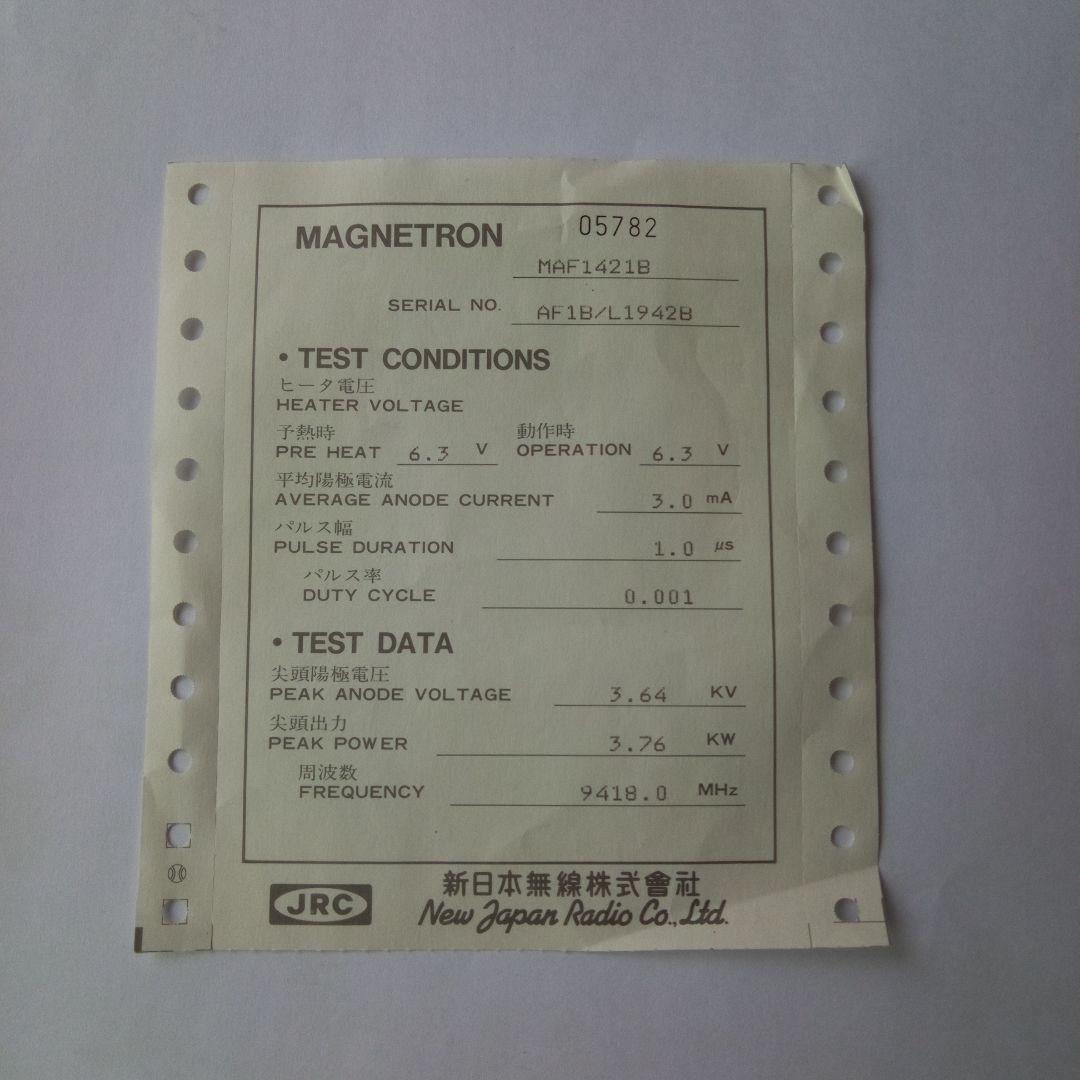 MAGNETRON 05782
MAF1421B
SERIAL NO. AF1B/L1942B
• TEST CONDITIONS
ヒータ電圧
HEATER VOLTAGE
予熱時 動作時
PRE HEAT 6.3 V OPERATION 6.3 V
平均陽極電流
AVERAGE ANODE CURRENT 3.0 mA
パルス幅
PULSE DURATION 1.0 μs
パルス率
DUTY CYCLE 0.001
• TEST DATA
尖頭陽極電圧
PEAK ANODE VOLTAGE 3.64 KV
尖頭出力
PEAK POWER 3.76 KW
周波数
FREQUENCY 9418.0 MHz
新日本無線株式會社
JRC New Japan Radio Co., Ltd.